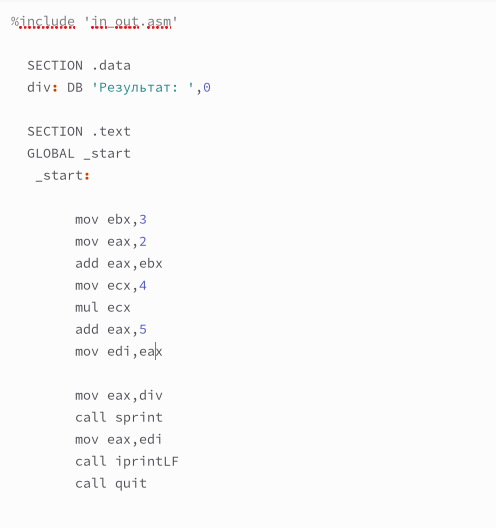 %include 'in_out.asm'
SECTION .data
div: DB 'Результат: ',0
SECTION .text
GLOBAL _start
_start:
mov ebx,3
mov eax,2
add eax,ebx
mov ecx,4
mul ecx
add eax,5
mov edi,eax
mov eax,div
call sprint
mov eax,edi
call iprintLF
call quit